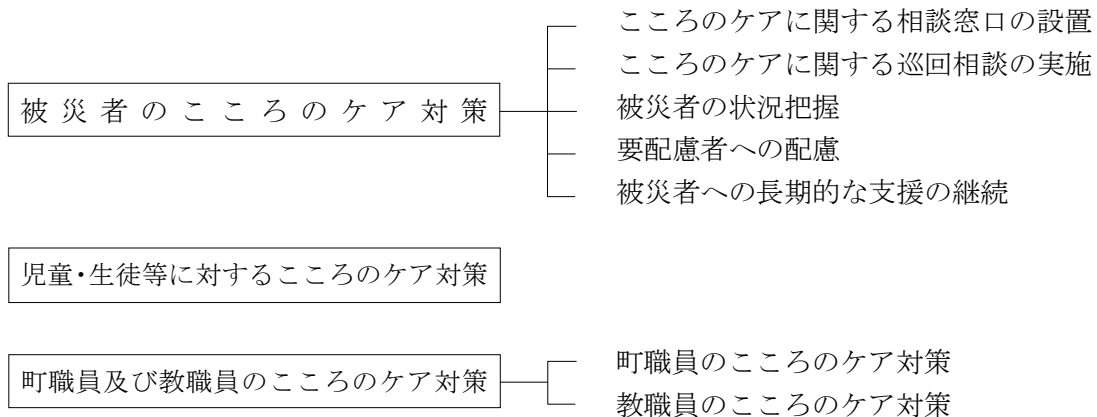 こころのケアに関する相談窓口の設置
こころのケアに関する巡回相談の実施
被災者のこころのケア対策
被災者の状況把握
要配慮者への配慮
被災者への長期的な支援の継続
児童・生徒等に対するこころのケア対策
町職員及び教職員のこころのケア対策
町職員のこころのケア対策
教職員のこころのケア対策